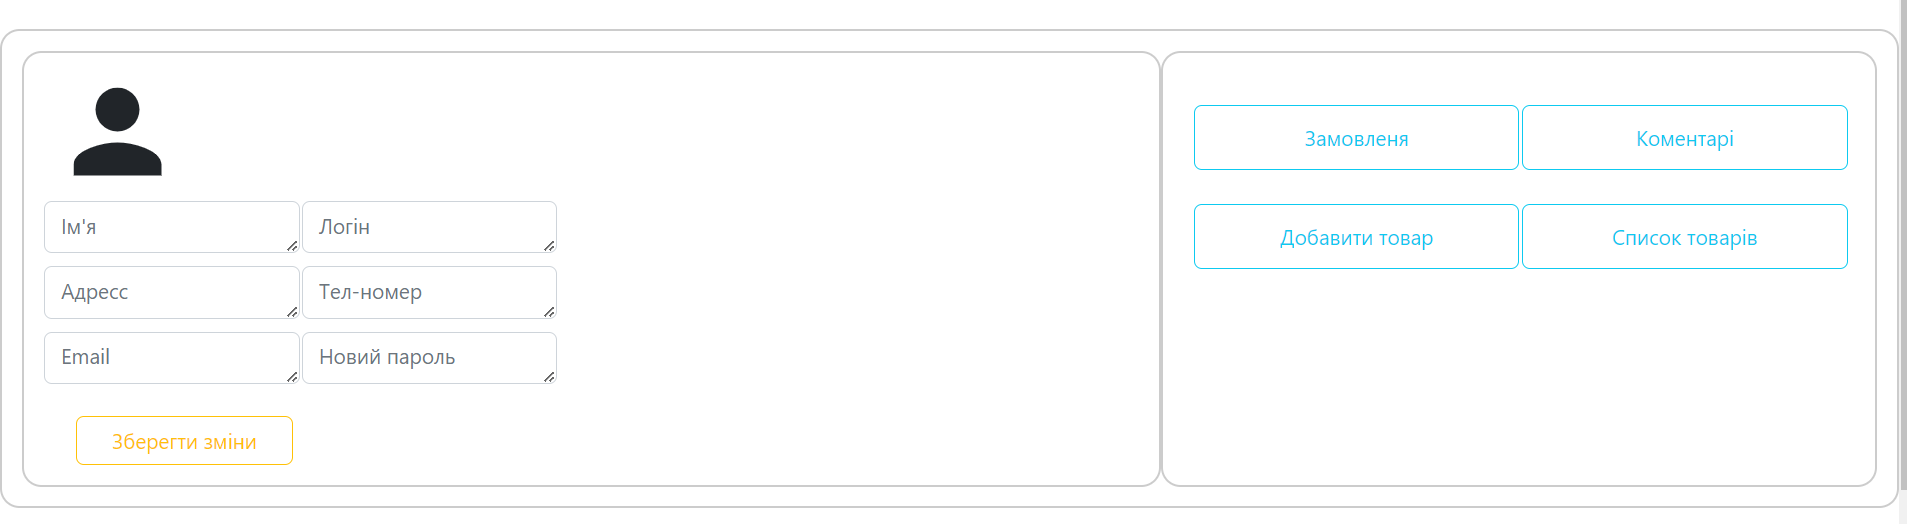 Ім'я Логін
Адресс Тел-номер
Email Новий пароль
Зберегти зміни
Замовленя Коментарі
Добавити товар Список товарів